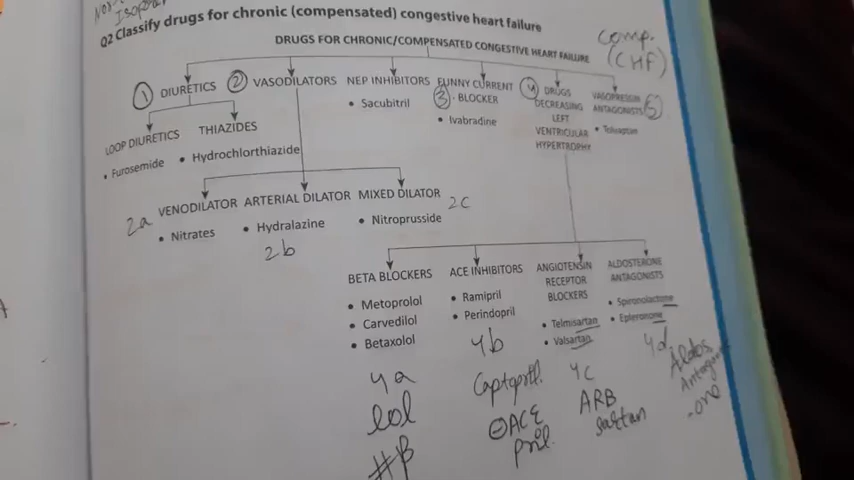 Q2 Classify drugs for chronic (compensated) congestive heart failure
Comp.
(CHF)
DRUGS FOR CHRONIC/COMPENSATED CONGESTIVE HEART FAILURE
1 DIURETICS
2 VASODILATORS
NEP INHIBITORS
• Sacubitril
FUNNY CURRENT
3 BLOCKER
• Ivabradine
4 DRUGS
DECREASING
LEFT
VENTRICULAR
HYPERTROPHY
VASOPRESSIN
ANTAGONISTS 5
• Tolvaptan
LOOP DIURETICS
• Furosemide
THIAZIDES
• Hydrochlorthiazide
2a VENODILATOR
• Nitrates
ARTERIAL DILATOR
• Hydralazine
2b
MIXED DILATOR 2c
• Nitroprusside
BETA BLOCKERS
• Metoprolol
• Carvedilol
• Betaxolol
4a
lol
#β
ACE INHIBITORS
• Ramipril
• Perindopril
4b
ACE
pril
ANGIOTENSIN
RECEPTOR
BLOCKERS
• Telmisartan
• Valsartan
4c
ARB
sartan
ALDOSTERONE
ANTAGONISTS
• Spironolactone
• Eplerenone
4d
Aldos
-one